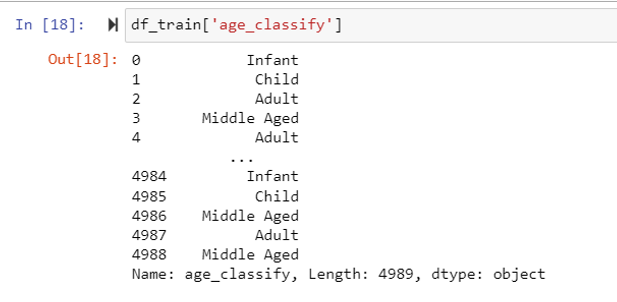 In [18]: df_train['age_classify']
Out[18]: 0 Infant
1 Child
2 Adult
3 Middle Aged
4 Adult
...
4984 Infant
4985 Child
4986 Middle Aged
4987 Adult
4988 Middle Aged
Name: age_classify, Length: 4989, dtype: object